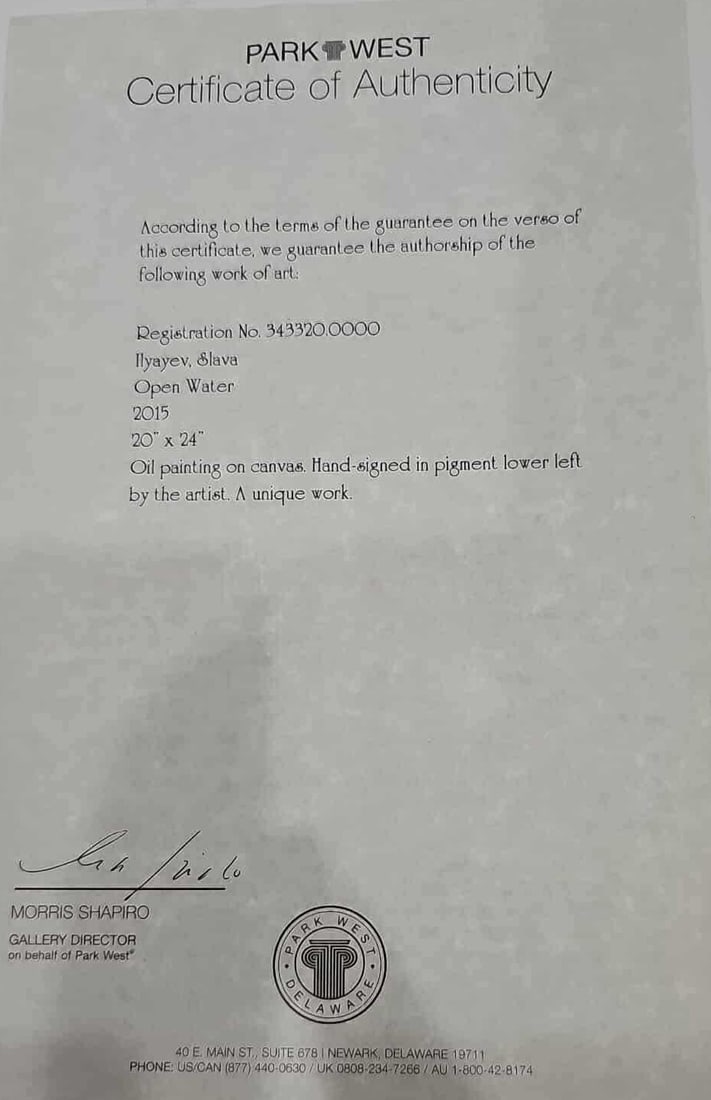 PARK WEST
Certificate of Authenticity
According to the terms of the guarantee on the verso of
this certificate, we guarantee the authorship of the
following work of art:
Registration No. 343320.0000
Ilyayev, Slava
Open Water
2015
20" x 24"
Oil painting on canvas. Hand-signed in pigment lower left
by the artist. A unique work.
MORRIS SHAPIRO
GALLERY DIRECTOR
on behalf of Park West®
PARK WEST
DELAWARE
40 E. MAIN ST., SUITE 678 | NEWARK, DELAWARE 19711
PHONE: US/CAN (877) 440-0630 / UK 0808-234-7266 / AU 1-800-42-8174